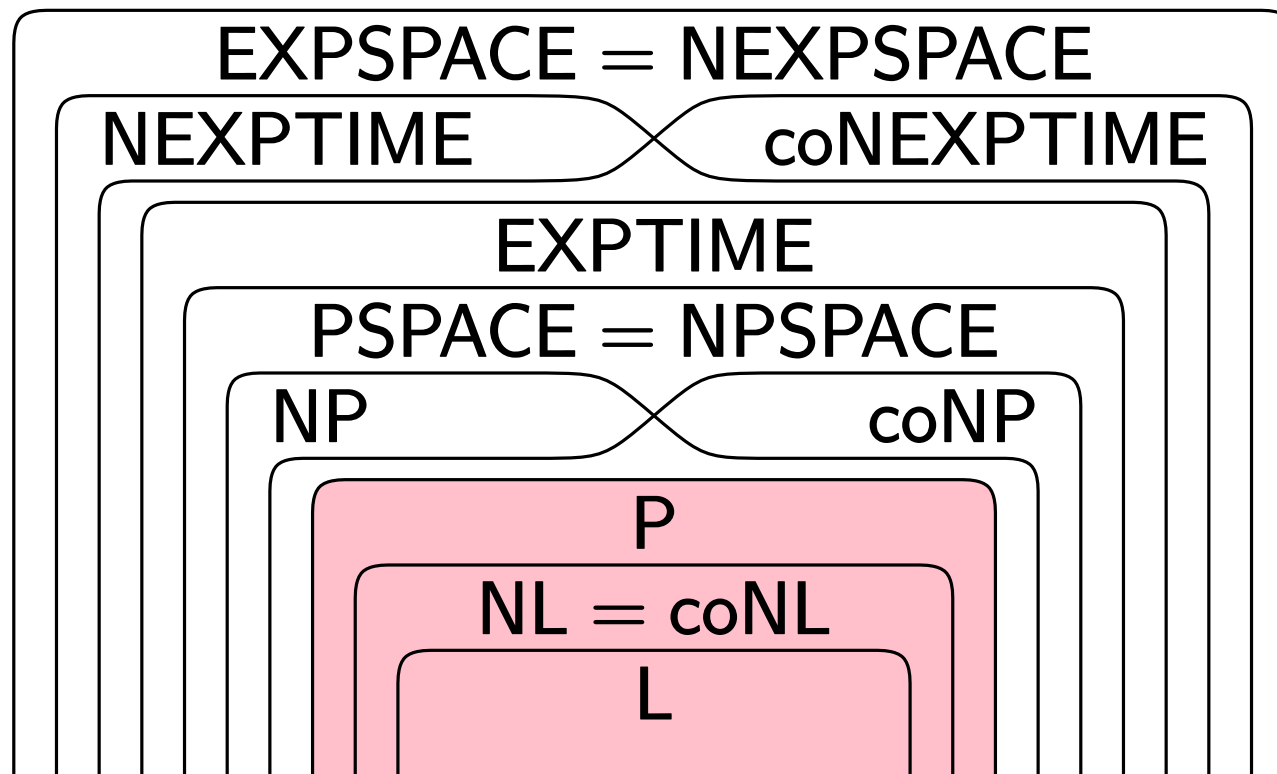 EXPSPACE = NEXPSPACE
NEXPTIME coNEXPTIME
EXPTIME
PSPACE = NPSPACE
NP coNP
P
NL = coNL
L